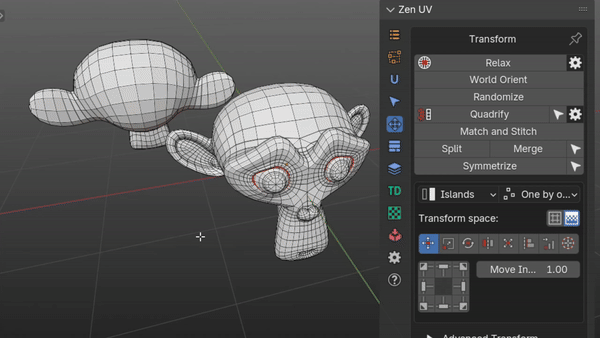 Zen UV
Transform
Relax
World Orient
Randomize
Quadrify
Match and Stitch
Split Merge
Symmetrize
U
Islands One by o...
Transform space:
TD
Move In... 1.00
Advanced Transform